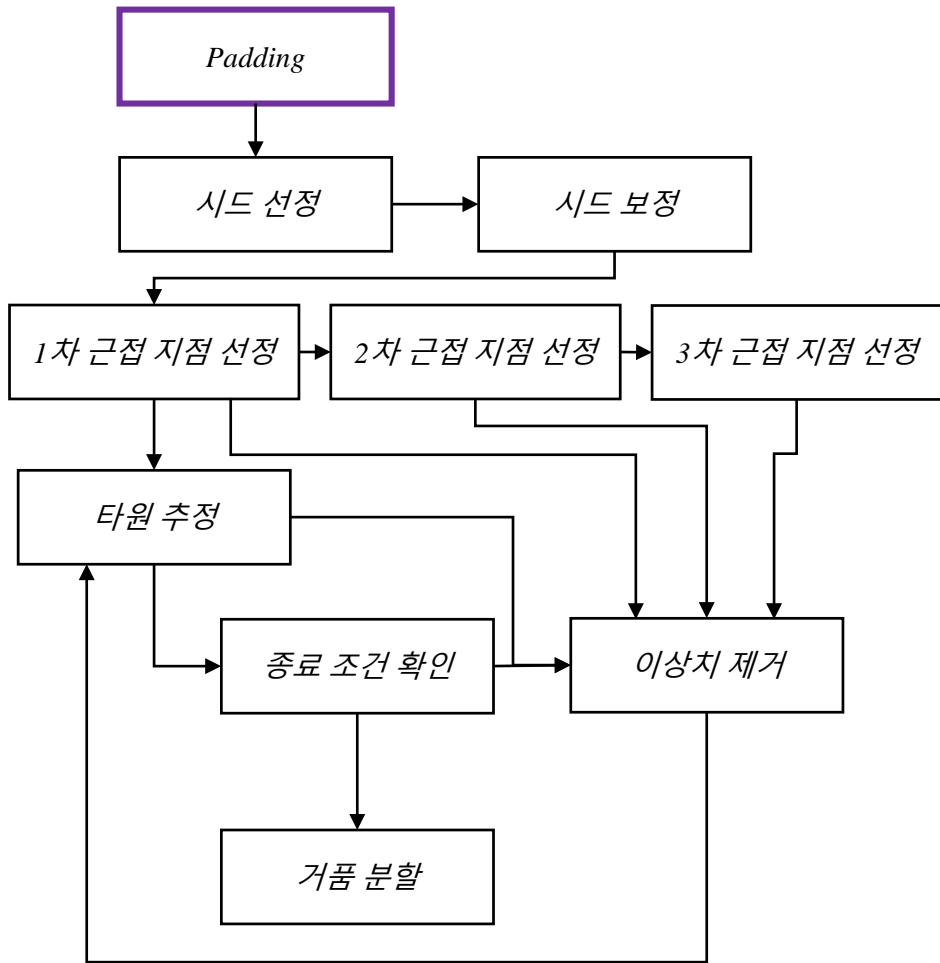 Padding
시드 선정
시드 보정
1차 근접 지점 선정
2차 근접 지점 선정
3차 근접 지점 선정
타원 추정
종료 조건 확인
이상치 제거
거품 분할